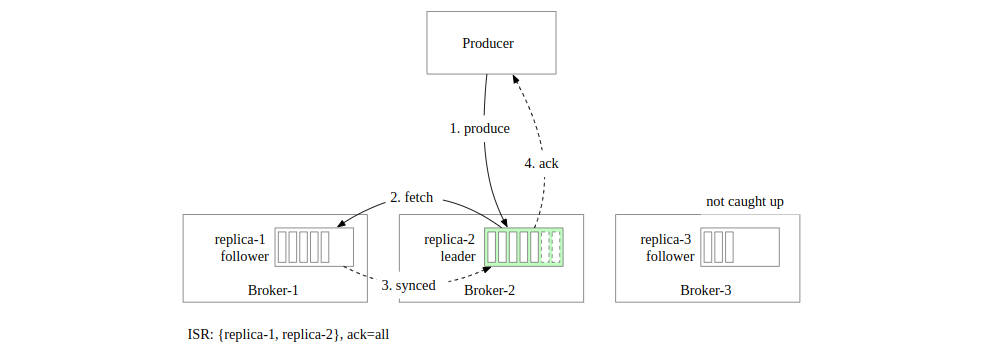 Producer
1. produce
4. ack
2. fetch
not caught up
replica-1
follower
replica-2
leader
replica-3
follower
3. synced
Broker-1
Broker-2
Broker-3
ISR: {replica-1, replica-2}, ack=all